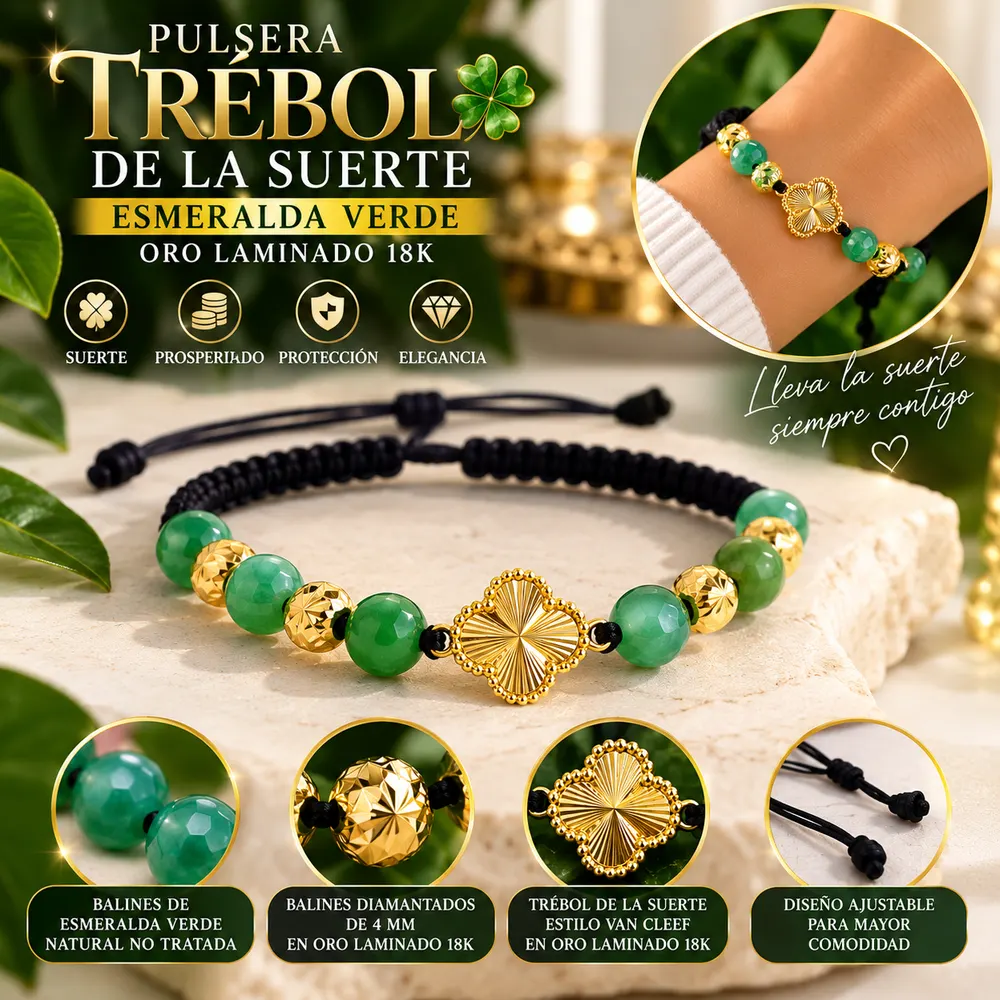 PULSERA
TRÉBOL
DE LA SUERTE
ESMERALDA VERDE
ORO LAMINADO 18K
SUERTE
PROSPERILDO
PROTECCIÓN
ELEGANCIA
Lleva la suerte
siempre contigo
BALINES DE
ESMERALDA VERDE
NATURAL NO TRATADA
BALINES DIAMANTADOS
DE 4 MM
EN ORO LAMINADO 18K
TRÉBOL DE LA SUERTE
ESTILO VAN CLEEF
EN ORO LAMINADO 18K
DISEÑO AJUSTABLE
PARA MAYOR
COMODIDAD